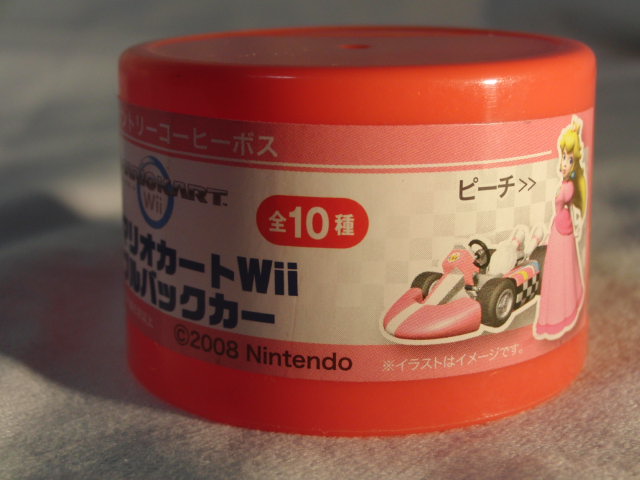 ントリーコーヒーボス
MARIOKART
Wii
全10種
ピーチ>>
リオカートWii
プルバックカー
©2008 Nintendo
※イラストはイメージです。